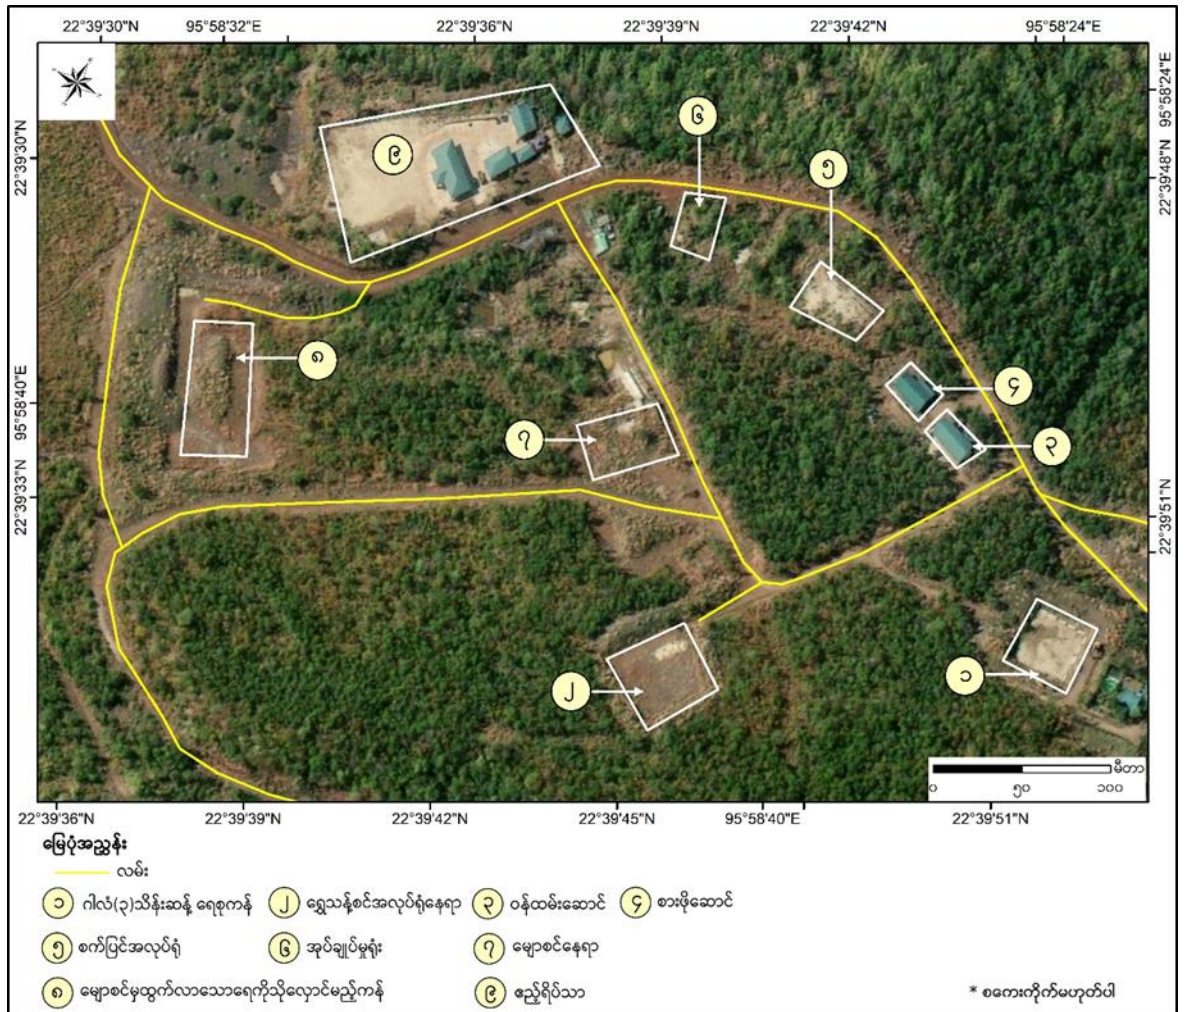 22°39'30"N 95°58'32"E 22°39'36"N 22°39'39"N 22°39'42"N 95°58'24"E
95°58'24"E
22°39'30"N
22°39'48"N
၉
၆
၅
၈
၄
95°58'40"E
၇
၃
22°39'33"N
22°39'51"N
၂
၁
မီတာ
၀ ၅၀ ၁၀၀
22°39'36"N 22°39'39"N 22°39'42"N 22°39'45"N 95°58'40"E 22°39'51"N
မြေပုံအညွှန်း
လမ်း
၁ ဂါလံ(၃)သိန်းဆန့် ရေစုကန် ၂ ရွှေသန့်စင်အလုပ်ရုံနေရာ ၃ ဝန်ထမ်းဆောင် ၄ စားဖိုဆောင်
၅ စက်ပြင်အလုပ်ရုံ ၆ အုပ်ချုပ်မှုရုံး ၇ မျောစင်နေရာ
၈ မျောစင်မှထွက်လာသောရေကိုသိုလှောင်မည့်ကန် ၉ ဧည့်ရိပ်သာ * စကေးကိုက်မဟုတ်ပါ